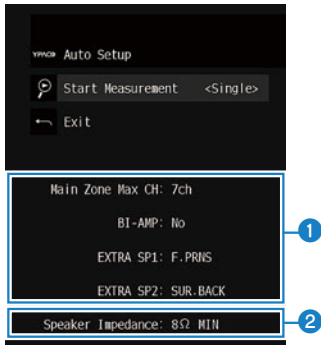 YPAO Auto Setup
Start Measurement <Single>
Exit
Main Zone Max CH: 7ch
BI-AMP: No
EXTRA SP1: F.PRNS
EXTRA SP2: SUR.BACK
1
Speaker Impedance: 8Ω MIN
2